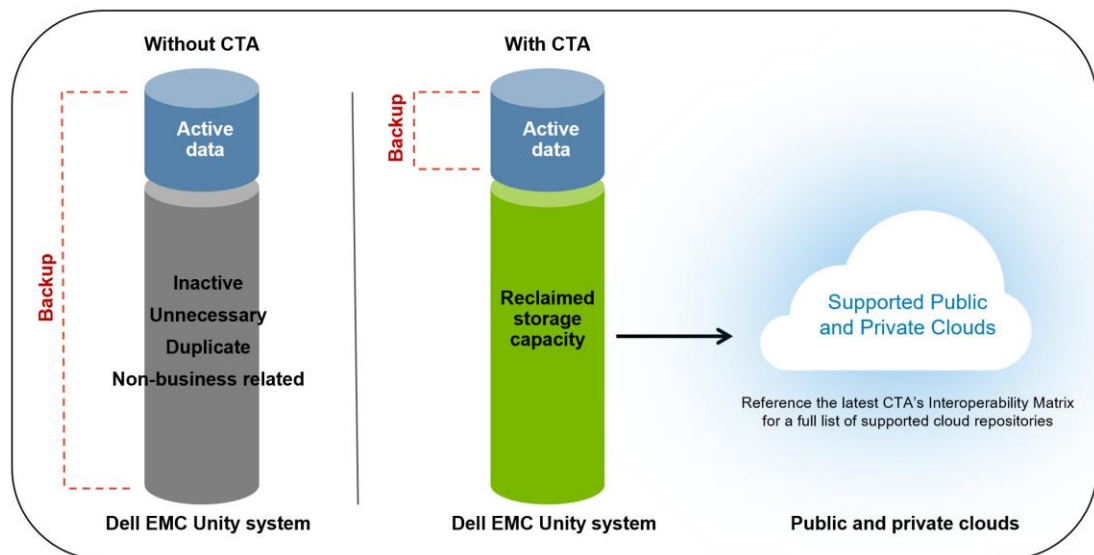 Without CTA
With CTA
Active
data
Backup
Inactive
Unnecessary
Duplicate
Non-business related
Dell EMC Unity system
Backup
Active
data
Reclaimed
storage
capacity
Dell EMC Unity system
Supported Public
and Private Clouds
Reference the latest CTA's Interoperability Matrix
for a full list of supported cloud repositories
Public and private clouds